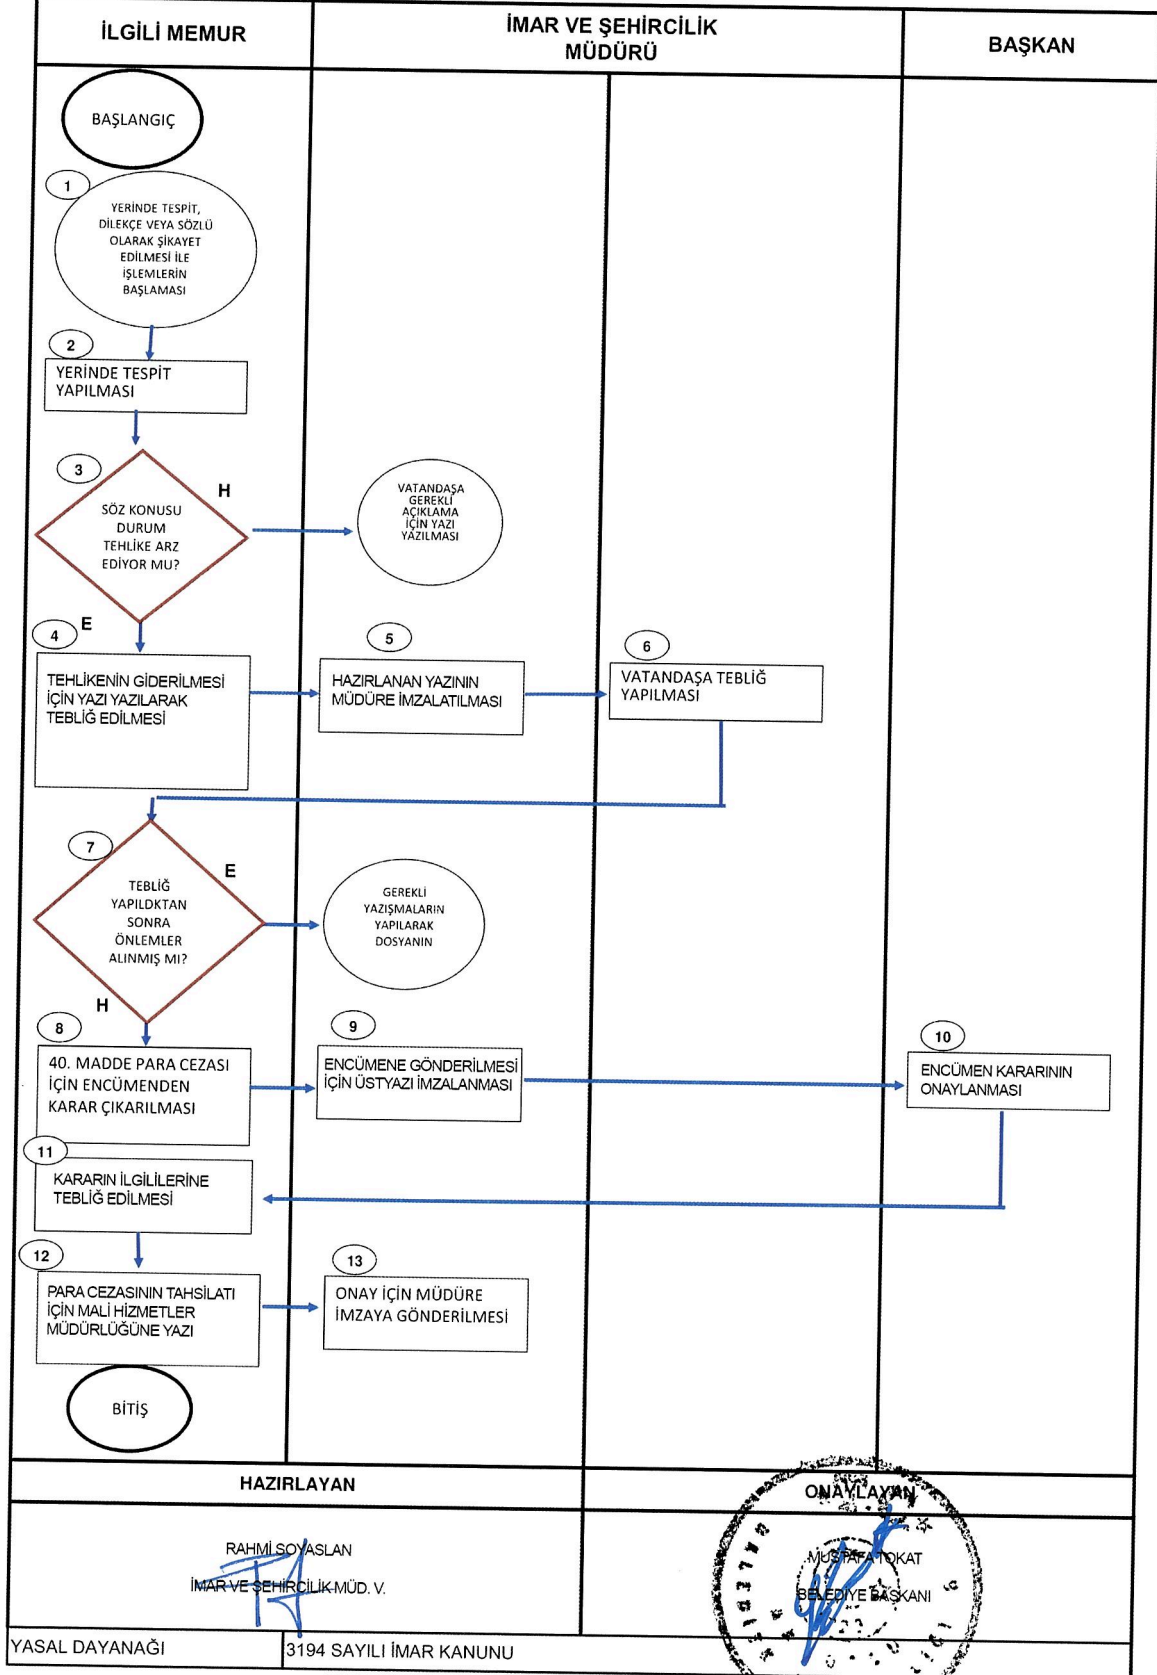 İLGİLİ MEMUR
İMAR VE ŞEHİRCİLİK
MÜDÜRÜ
BAŞKAN
BAŞLANGIÇ
1
YERİNDE TESPİT,
DİLEKÇE VEYA SÖZLÜ
OLARAK ŞİKAYET
EDİLMESİ İLE
İŞLEMLERİN
BAŞLAMASI
2
YERİNDE TESPİT
YAPILMASI
3
H
SÖZ KONUSU
DURUM
TEHLİKE ARZ
EDİYOR MU?
VATANDAŞA
GEREKLİ
AÇIKLAMA
İÇİN YAZI
YAZILMASI
E
4
TEHLİKENİN GİDERİLMESİ
İÇİN YAZI YAZILARAK
TEBLİĞ EDİLMESİ
5
HAZIRLANAN YAZININ
MÜDÜRE İMZALATILMASI
6
VATANDAŞA TEBLİĞ
YAPILMASI
7
E
TEBLİĞ
YAPILDKTAN
SONRA
ÖNLEMLER
ALINMIŞ MI?
GEREKLİ
YAZIŞMALARIN
YAPILARAK
DOSYANIN
H
8
40. MADDE PARA CEZASI
İÇİN ENCÜMENDEN
KARAR ÇIKARILMASI
9
ENCÜMENE GÖNDERİLMESİ
İÇİN ÜSTYAZI İMZALANMASI
10
ENCÜMEN KARARININ
ONAYLANMASI
11
KARARIN İLGİLİLERİNE
TEBLİĞ EDİLMESİ
12
PARA CEZASININ TAHSİLATI
İÇİN MALİ HİZMETLER
MÜDÜRLÜĞÜNE YAZI
13
ONAY İÇİN MÜDÜRE
İMZAYA GÖNDERİLMESİ
BİTİŞ
HAZIRLAYAN
ONAYLAYAN
RAHMİ SOYASLAN
İMAR VE ŞEHİRCİLİK MÜD. V.
MUSTAFA TOKAT
BELEDİYE BAŞKANI
YASAL DAYANAĞI
3194 SAYILI İMAR KANUNU